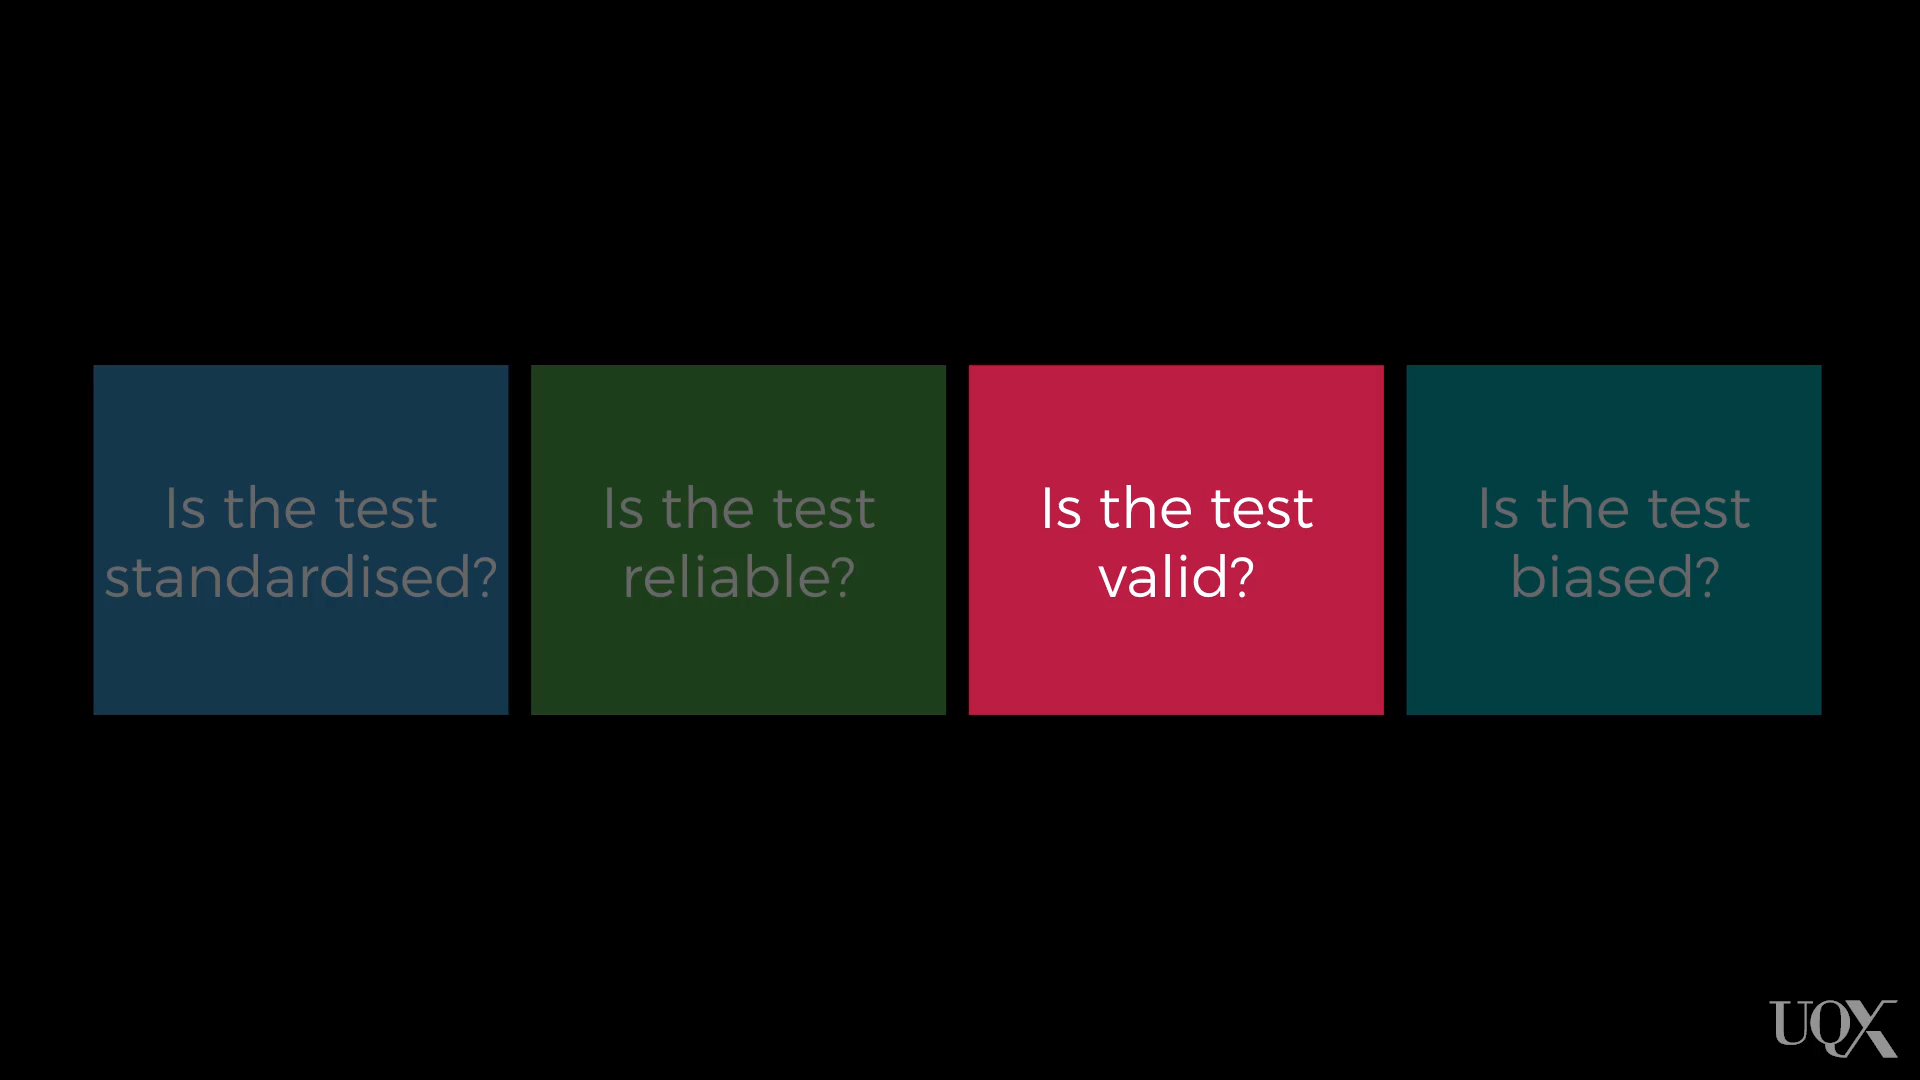 Is the test
standardised?
Is the test
reliable?
Is the test
valid?
Is the test
biased?
UQX